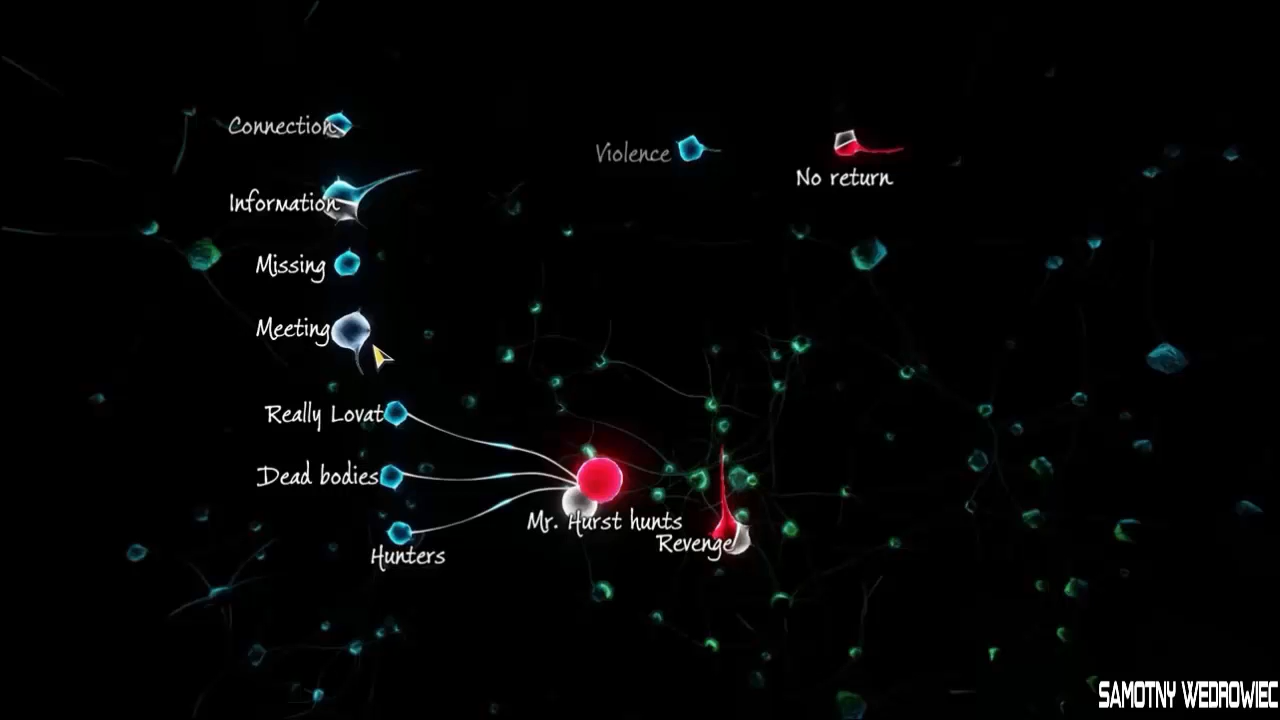 Connection
Violence
No return
Information
Missing
Meeting
Really Lovat
Dead bodies
Mr. Hurst hunts
Revenge
Hunters
SAMOTNY WEDROWIEC